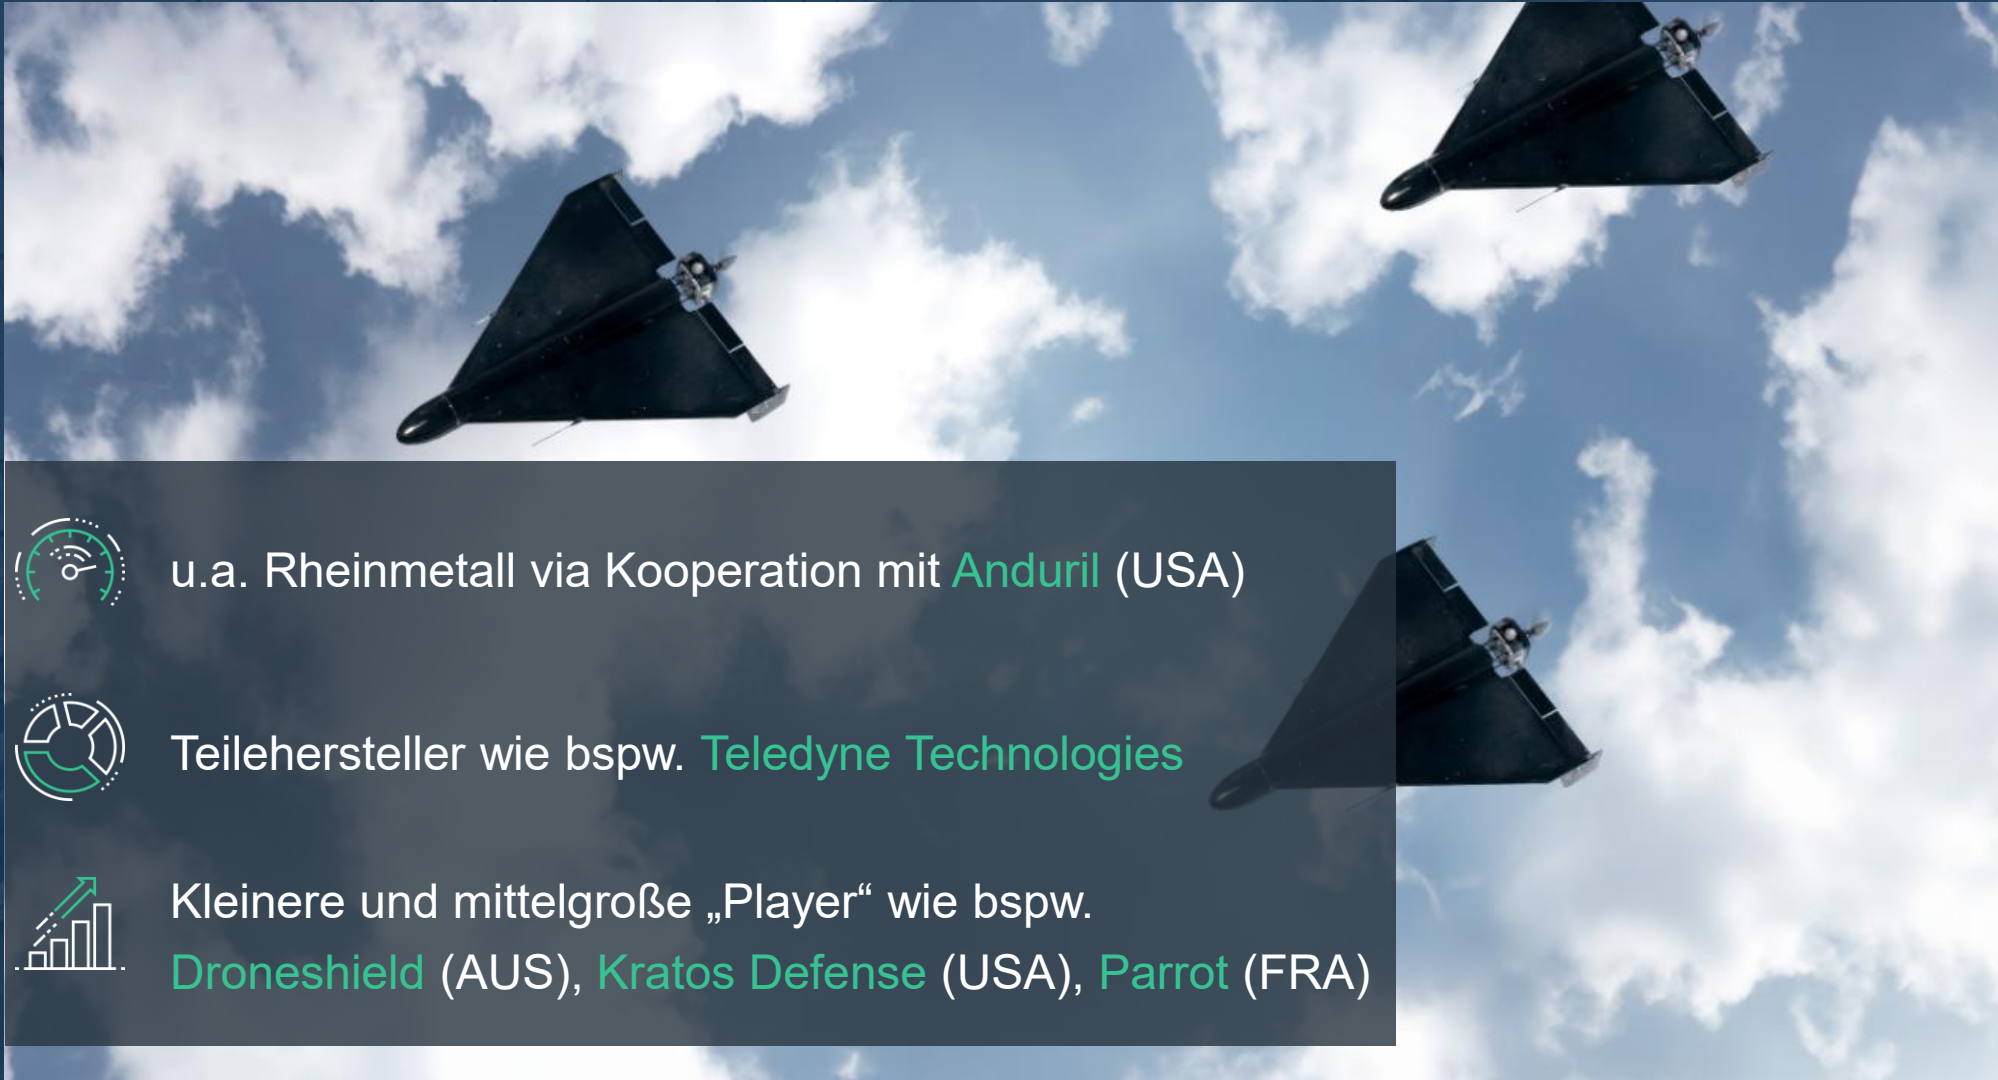 u.a. Rheinmetall via Kooperation mit Anduril (USA)
Teilehersteller wie bspw. Teledyne Technologies
Kleinere und mittelgroße „Player“ wie bspw.
Droneshield (AUS), Kratos Defense (USA), Parrot (FRA)